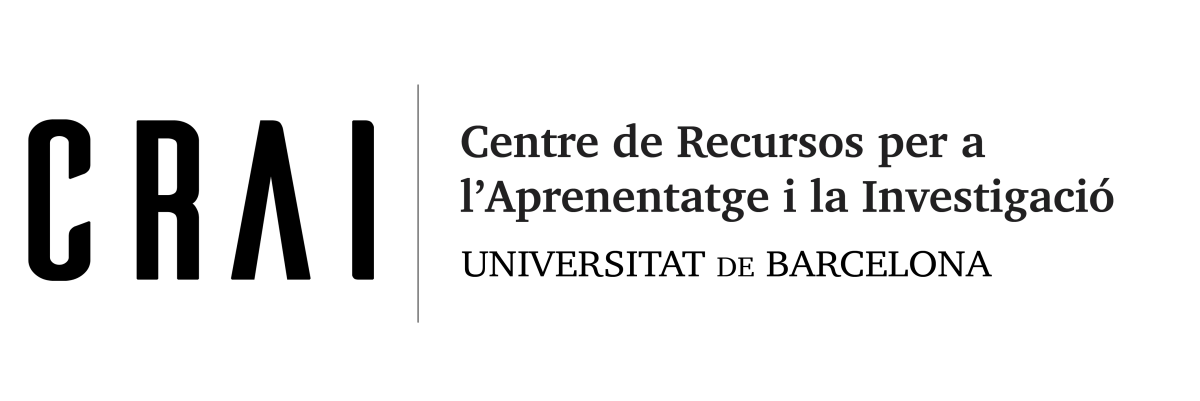 CRAI
Centre de Recursos per a
l’Aprenentatge i la Investigació
UNIVERSITAT DE BARCELONA